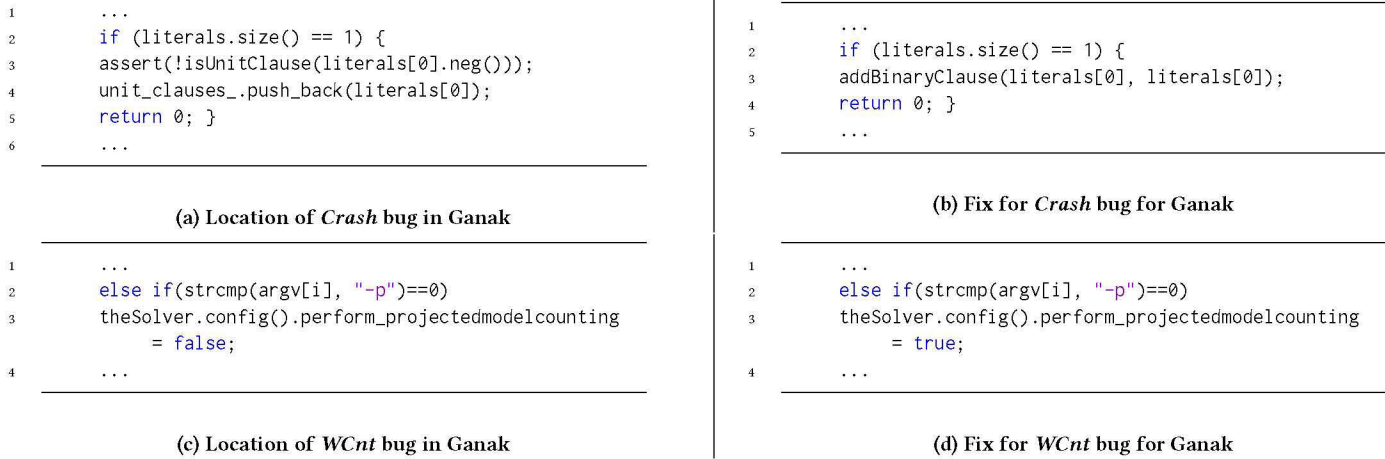 1 ...
2 if (literals.size() == 1) {
3 assert(!isUnitClause(literals[0].neg()));
4 unit_clauses_.push_back(literals[0]);
5 return 0; }
6 ...
(a) Location of Crash bug in Ganak
1 ...
2 if (literals.size() == 1) {
3 addBinaryClause(literals[0], literals[0]);
4 return 0; }
5 ...
(b) Fix for Crash bug for Ganak
1 ...
2 else if(strcmp(argv[i], "-p")==0)
3 theSolver.config().perform_projectedmodelcounting
= false;
4 ...
(c) Location of WCnt bug in Ganak
1 ...
2 else if(strcmp(argv[i], "-p")==0)
3 theSolver.config().perform_projectedmodelcounting
= true;
4 ...
(d) Fix for WCnt bug for Ganak